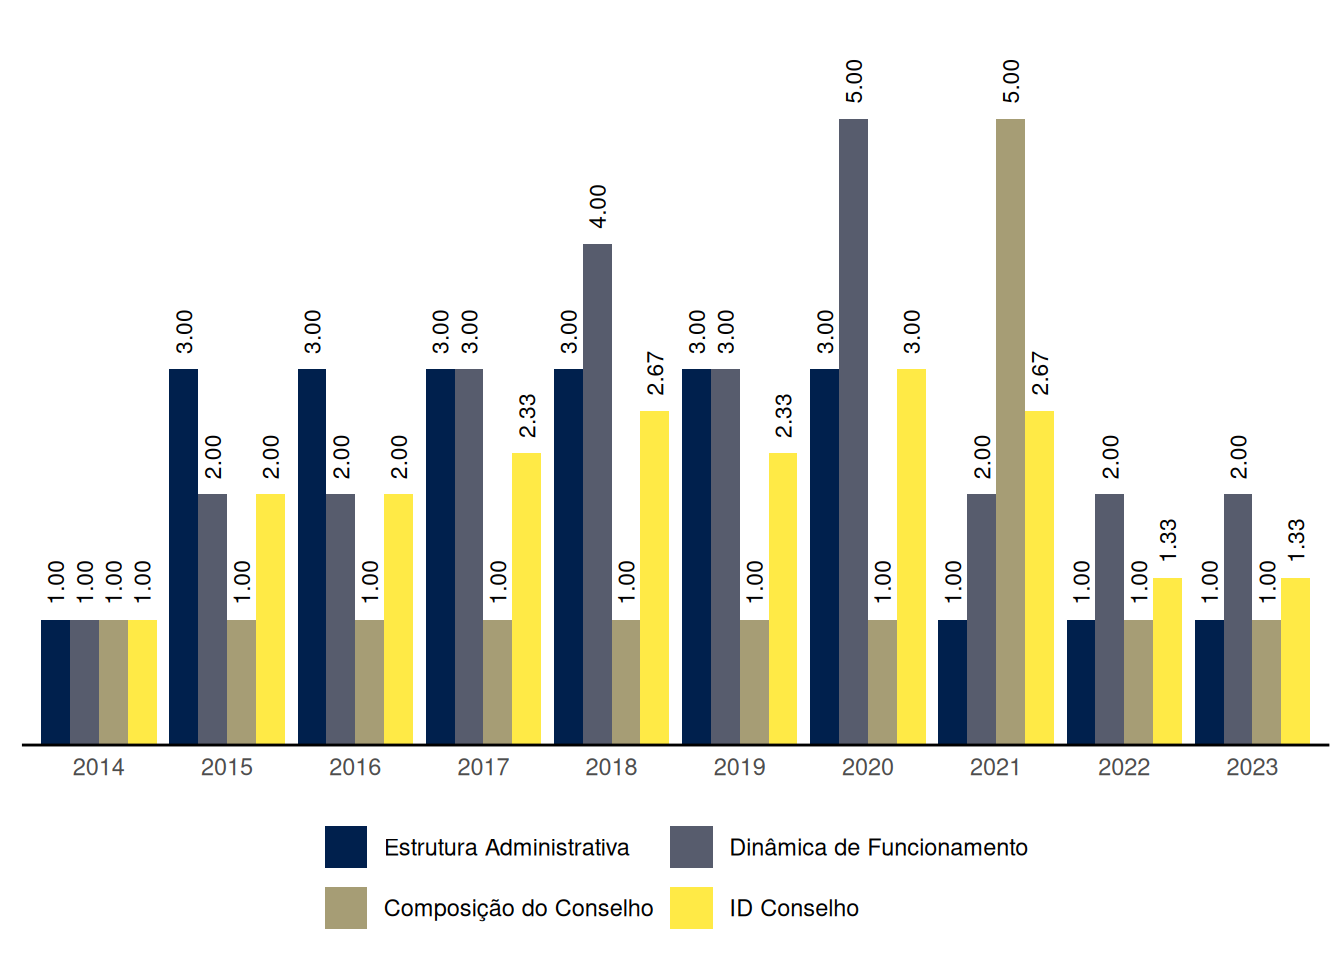 5.00 5.00
4.00
3.00 3.00 3.00 3.00 3.00 3.00 3.00 3.00 3.00
2.67 2.67
2.33 2.33
2.00 2.00 2.00 2.00 2.00 2.00 2.00
1.33 1.33
1.00 1.00 1.00 1.00 1.00 1.00 1.00 1.00 1.00 1.00 1.00 1.00 1.00 1.00 1.00
2014 2015 2016 2017 2018 2019 2020 2021 2022 2023
Estrutura Administrativa Dinâmica de Funcionamento
Composição do Conselho ID Conselho